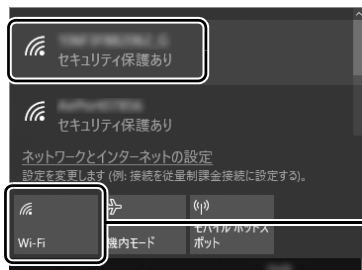 セキュリティ保護あり
セキュリティ保護あり
ネットワークとインターネットの設定
設定を変更します (例: 接続を従量制課金接続に設定する)。
Wi-Fi
機内モード
モバイル ホットス
ポット